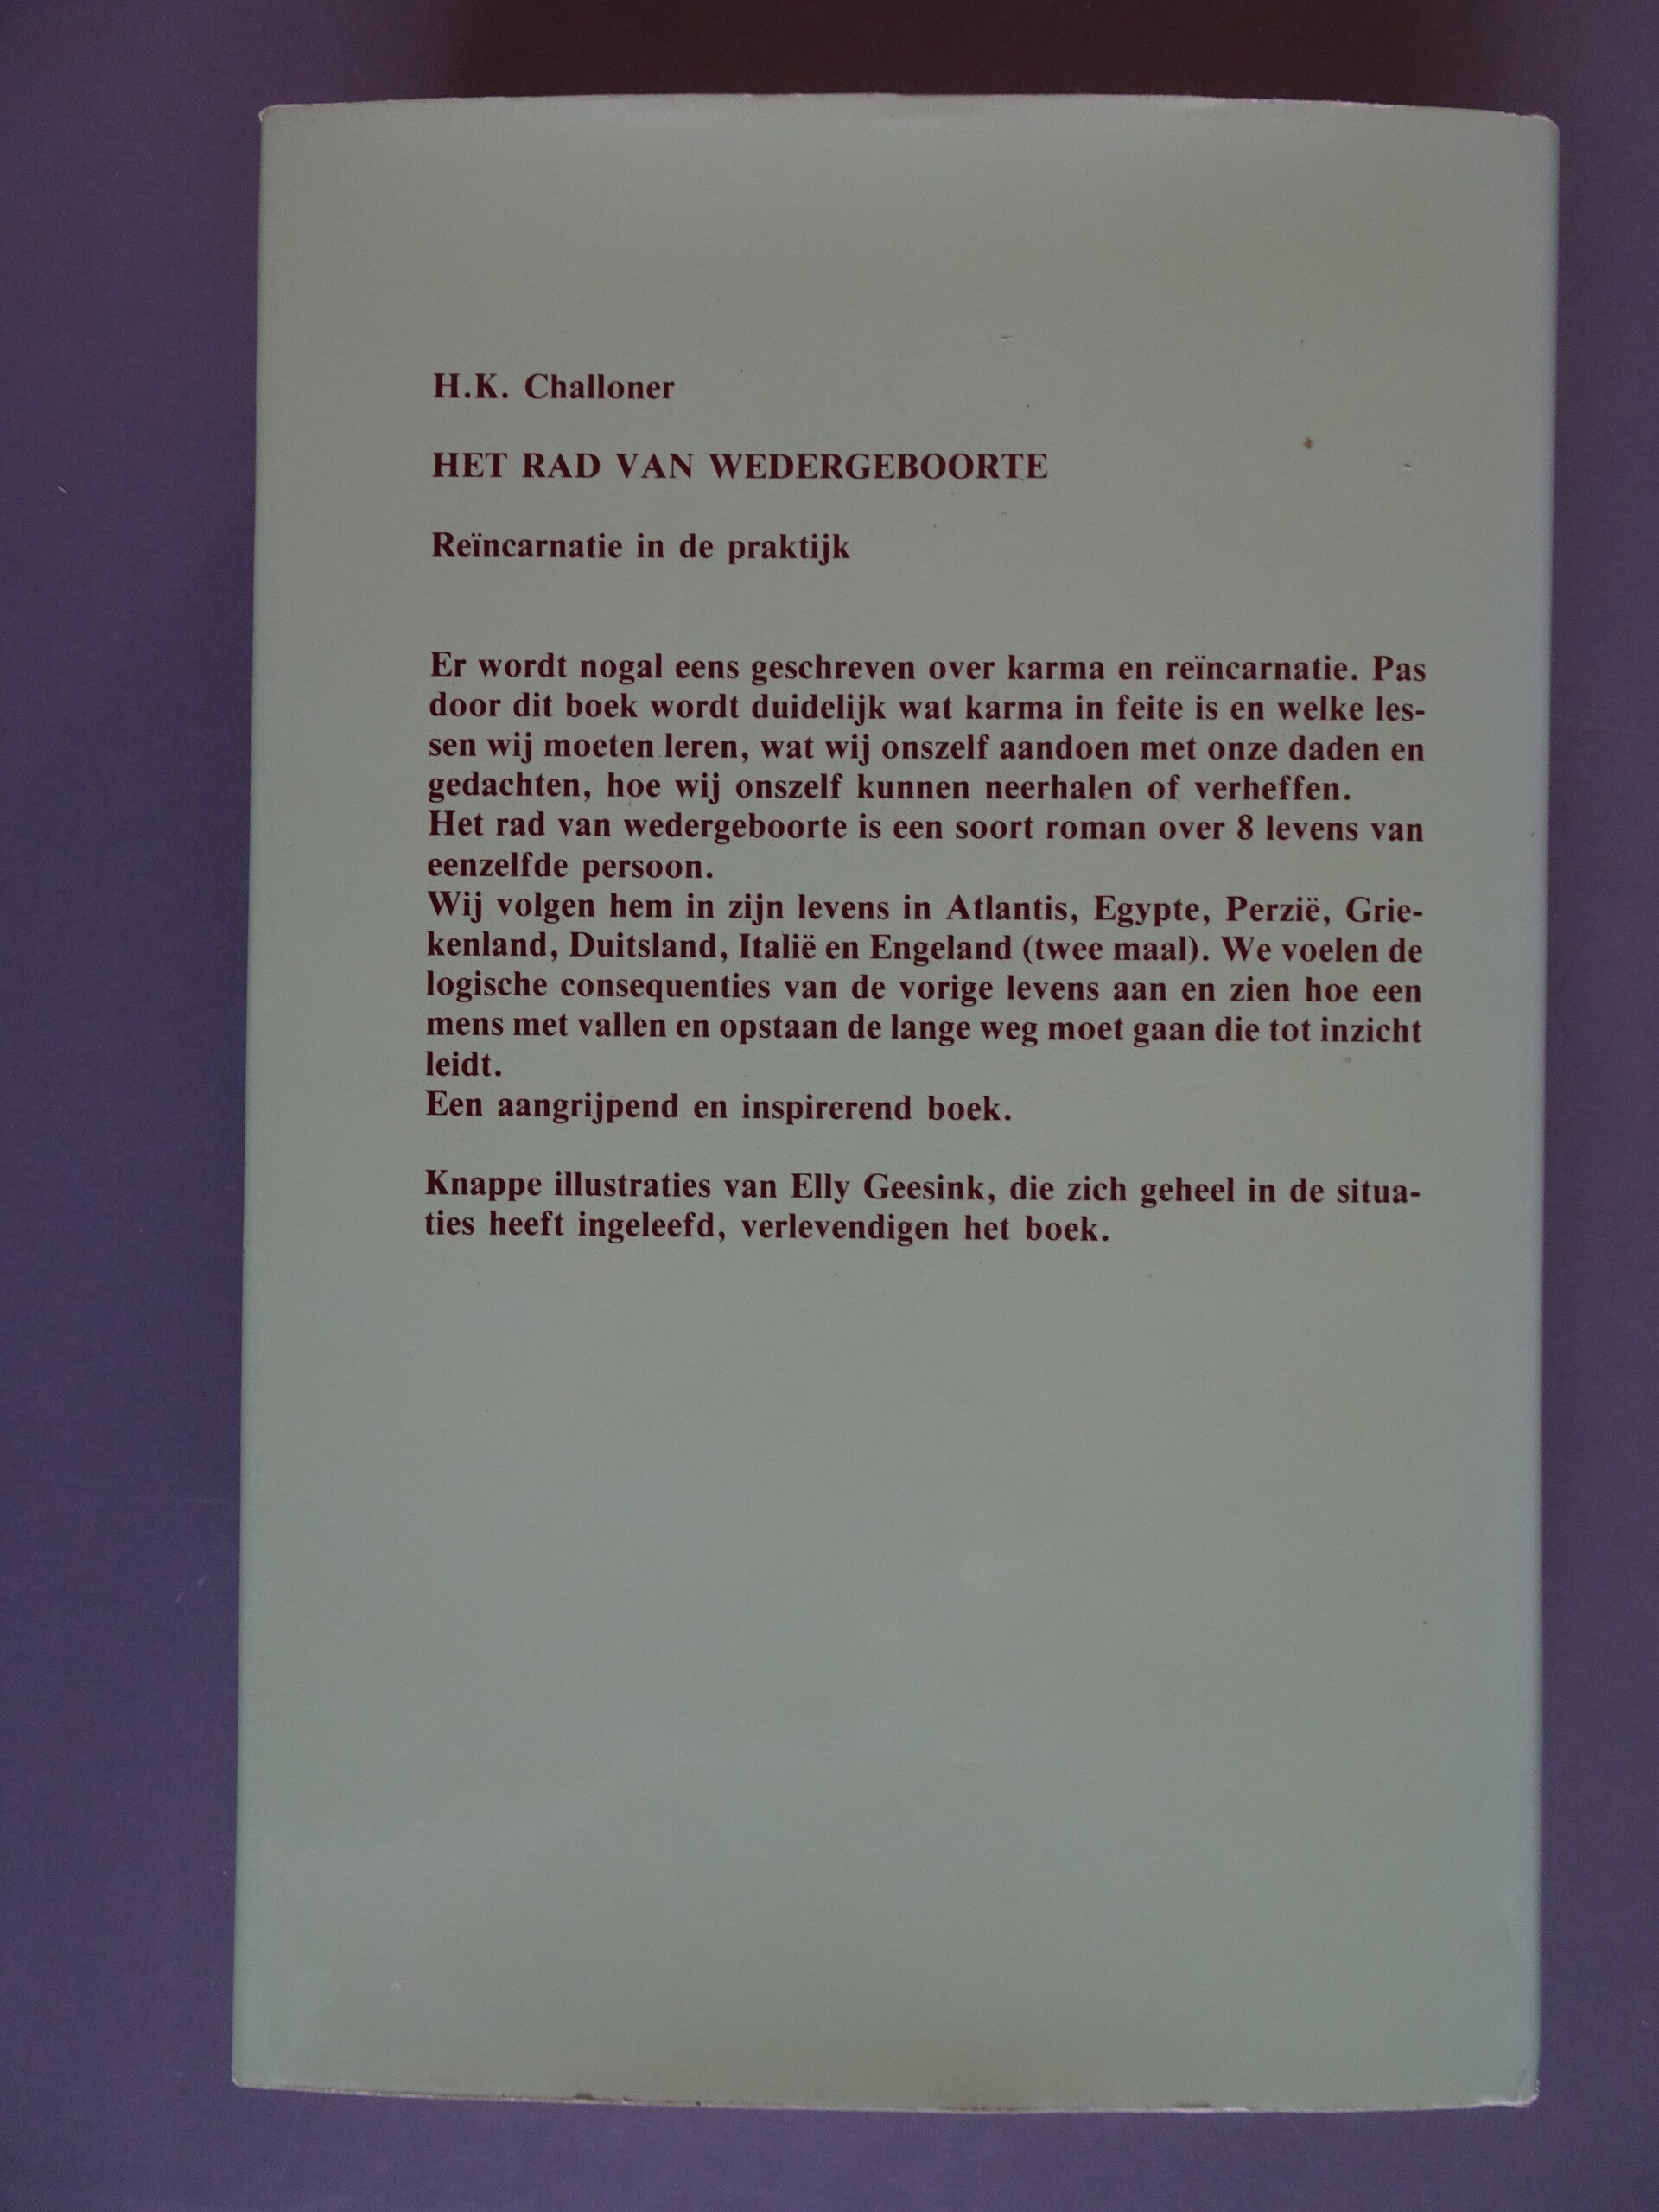 H.K. Challoner
HET RAD VAN WEDERGEBOORTE
Reïncarnatie in de praktijk
Er wordt nogal eens geschreven over karma en reïncarnatie. Pas
door dit boek wordt duidelijk wat karma in feite is en welke les-
sen wij moeten leren, wat wij onszelf aandoen met onze daden en
gedachten, hoe wij onszelf kunnen neerhalen of verheffen.
Het rad van wedergeboorte is een soort roman over 8 levens van
eenzelfde persoon.
Wij volgen hem in zijn levens in Atlantis, Egypte, Perzië, Grie-
kenland, Duitsland, Italië en Engeland (twee maal). We voelen de
logische consequenties van de vorige levens aan en zien hoe een
mens met vallen en opstaan de lange weg moet gaan die tot inzicht
leidt.
Een aangrijpend en inspirerend boek.
Knappe illustraties van Elly Geesink, die zich geheel in de situa-
ties heeft ingeleefd, verlevendigen het boek.